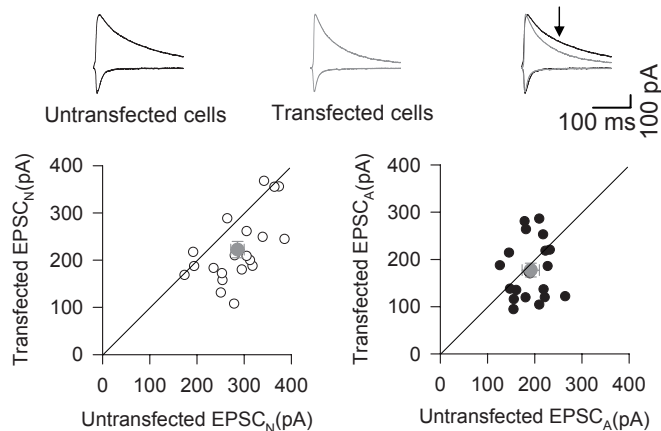 Untransfected cells
Transfected cells
100 ms
100 pA
400
300
200
100
0
0 100 200 300 400
Transfected EPSC_N(pA)
Untransfected EPSC_N(pA)
400
300
200
100
0
0 100 200 300 400
Transfected EPSC_A(pA)
Untransfected EPSC_A(pA)